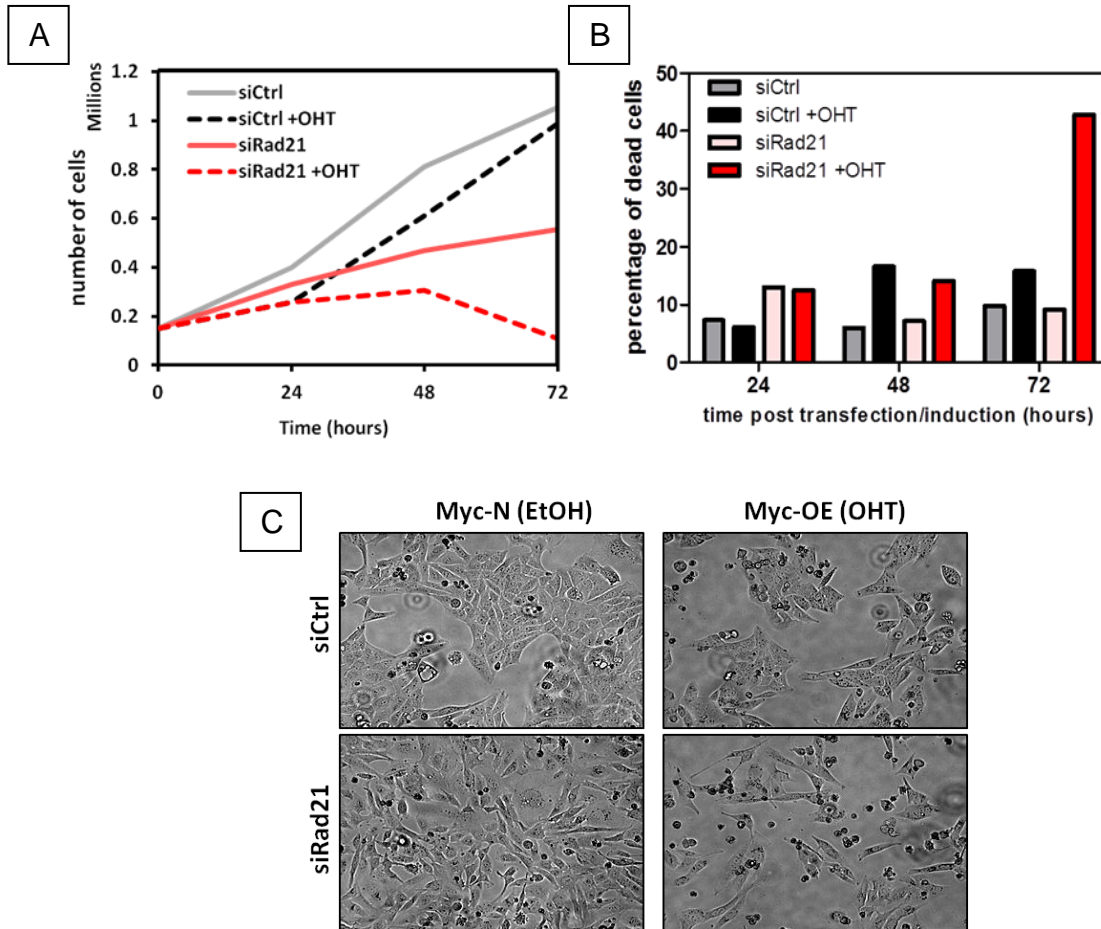 A
Millions
number of cells
1.2
1
0.8
0.6
0.4
0.2
0
siCtrl
siCtrl +OHT
siRad21
siRad21 +OHT
0 24 48 72
Time (hours)
B
percentage of dead cells
50
40
30
20
10
0
siCtrl
siCtrl +OHT
siRad21
siRad21 +OHT
24 48 72
time post transfection/induction (hours)
C
Myc-N (EtOH) Myc-OE (OHT)
siCtrl
siRad21